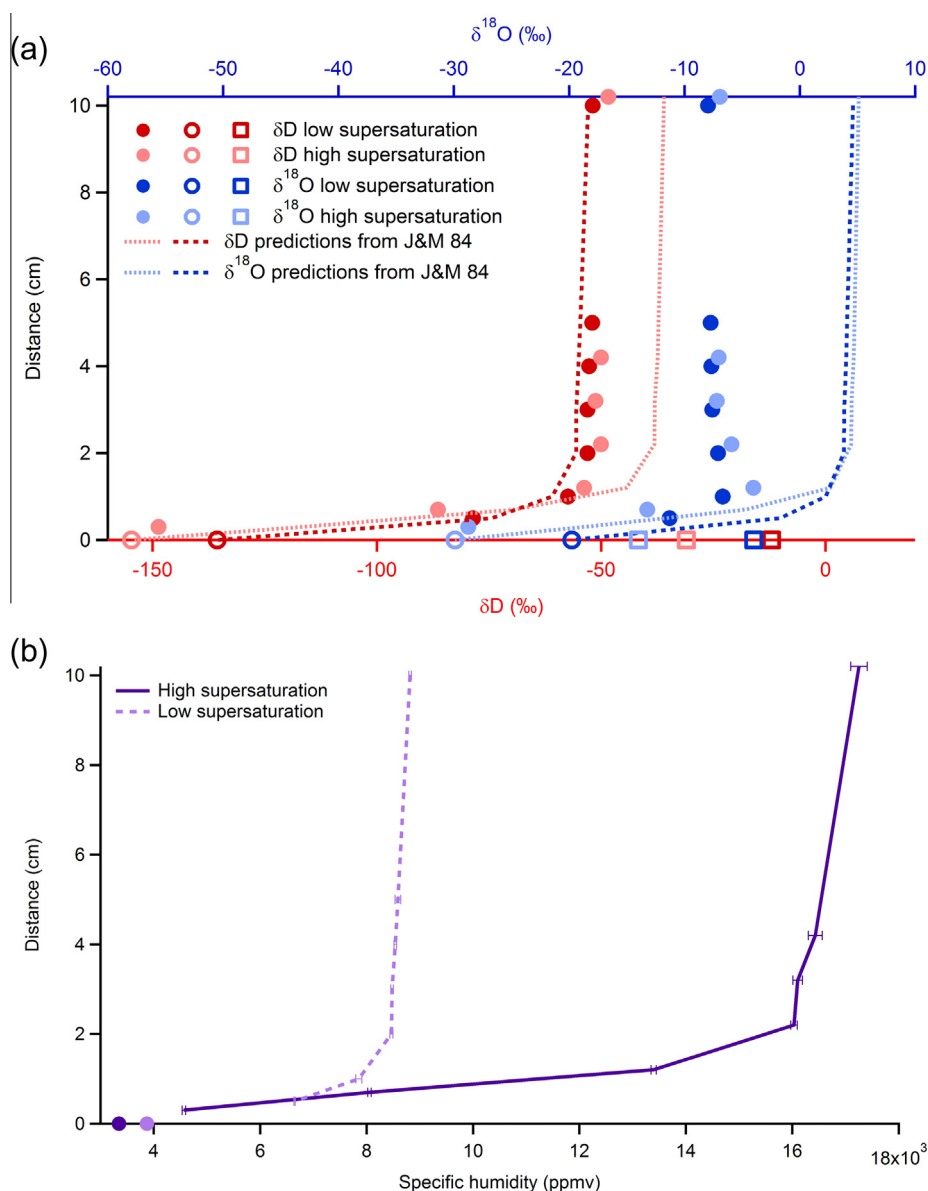 (a)
δ18O (‰)
-60 -50 -40 -30 -20 -10 0 10
10
8
6
4
2
0
Distance (cm)
δD low supersaturation
δD high supersaturation
δ18O low supersaturation
δ18O high supersaturation
δD predictions from J&M 84
δ18O predictions from J&M 84
-150 -100 -50 0
δD (‰)
(b)
10
8
6
4
2
0
Distance (cm)
High supersaturation
Low supersaturation
4 6 8 10 12 14 16 18x10³
Specific humidity (ppmv)